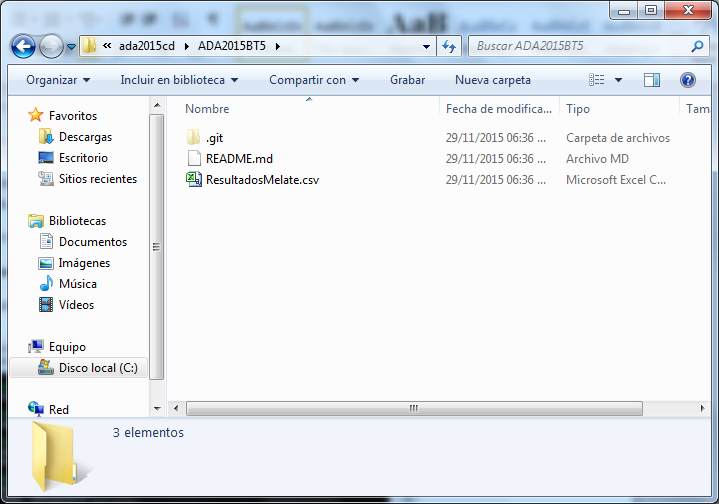 ada2015cd ADA2015BT5 Buscar ADA2015BT5
Organizar Incluir en biblioteca Compartir con Grabar Nueva carpeta
Nombre Fecha de modifica... Tipo Tam
.git 29/11/2015 06:36 ... Carpeta de archivos
README.md 29/11/2015 06:36 ... Archivo MD
ResultadosMelate.csv 29/11/2015 06:36 ... Microsoft Excel C...
Favoritos
Descargas
Escritorio
Sitios recientes
Bibliotecas
Documentos
Imágenes
Música
Vídeos
Equipo
Disco local (C:)
Red
3 elementos